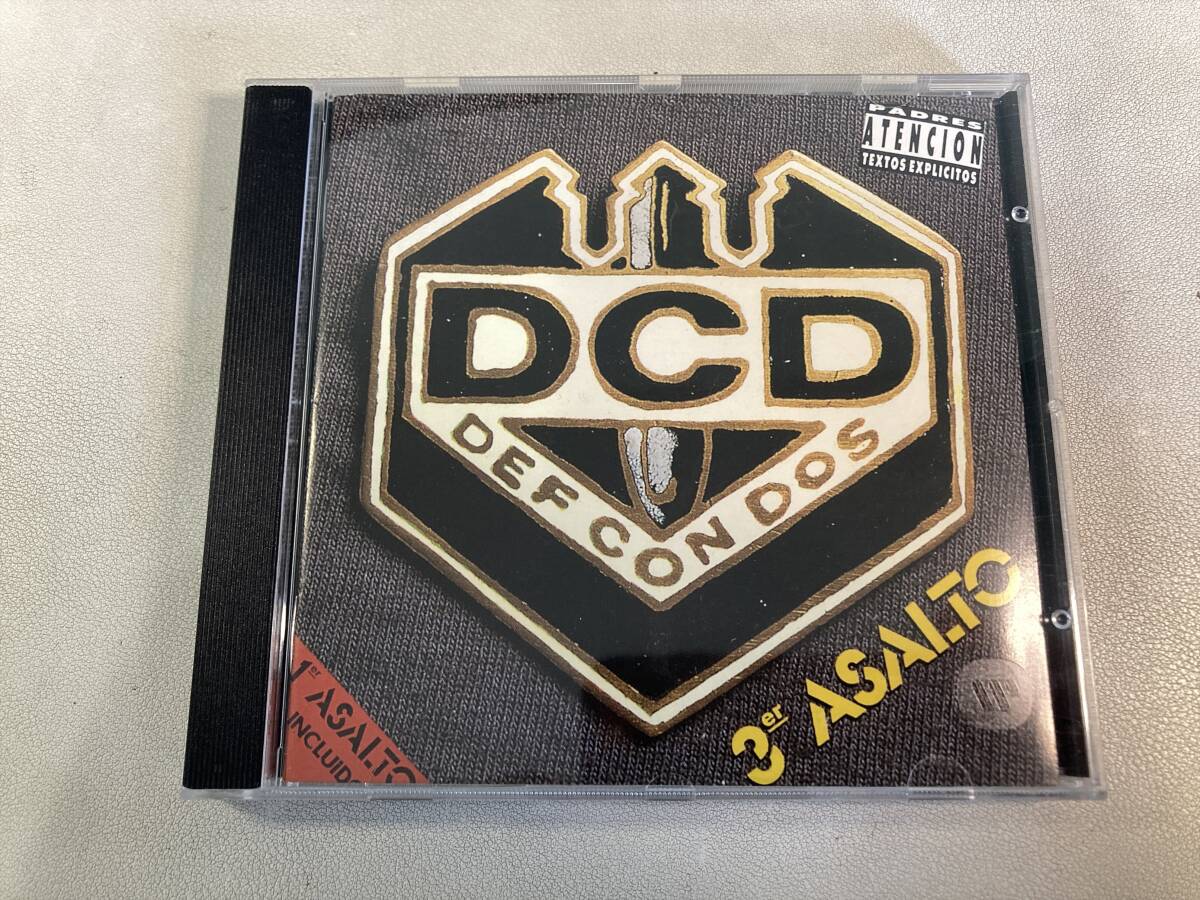 PADRES
ATENCION
TEXTOS EXPLICITOS
DCD
DEF CON DOS
3er ASALTO
1er ASALTO
INCLUIDO